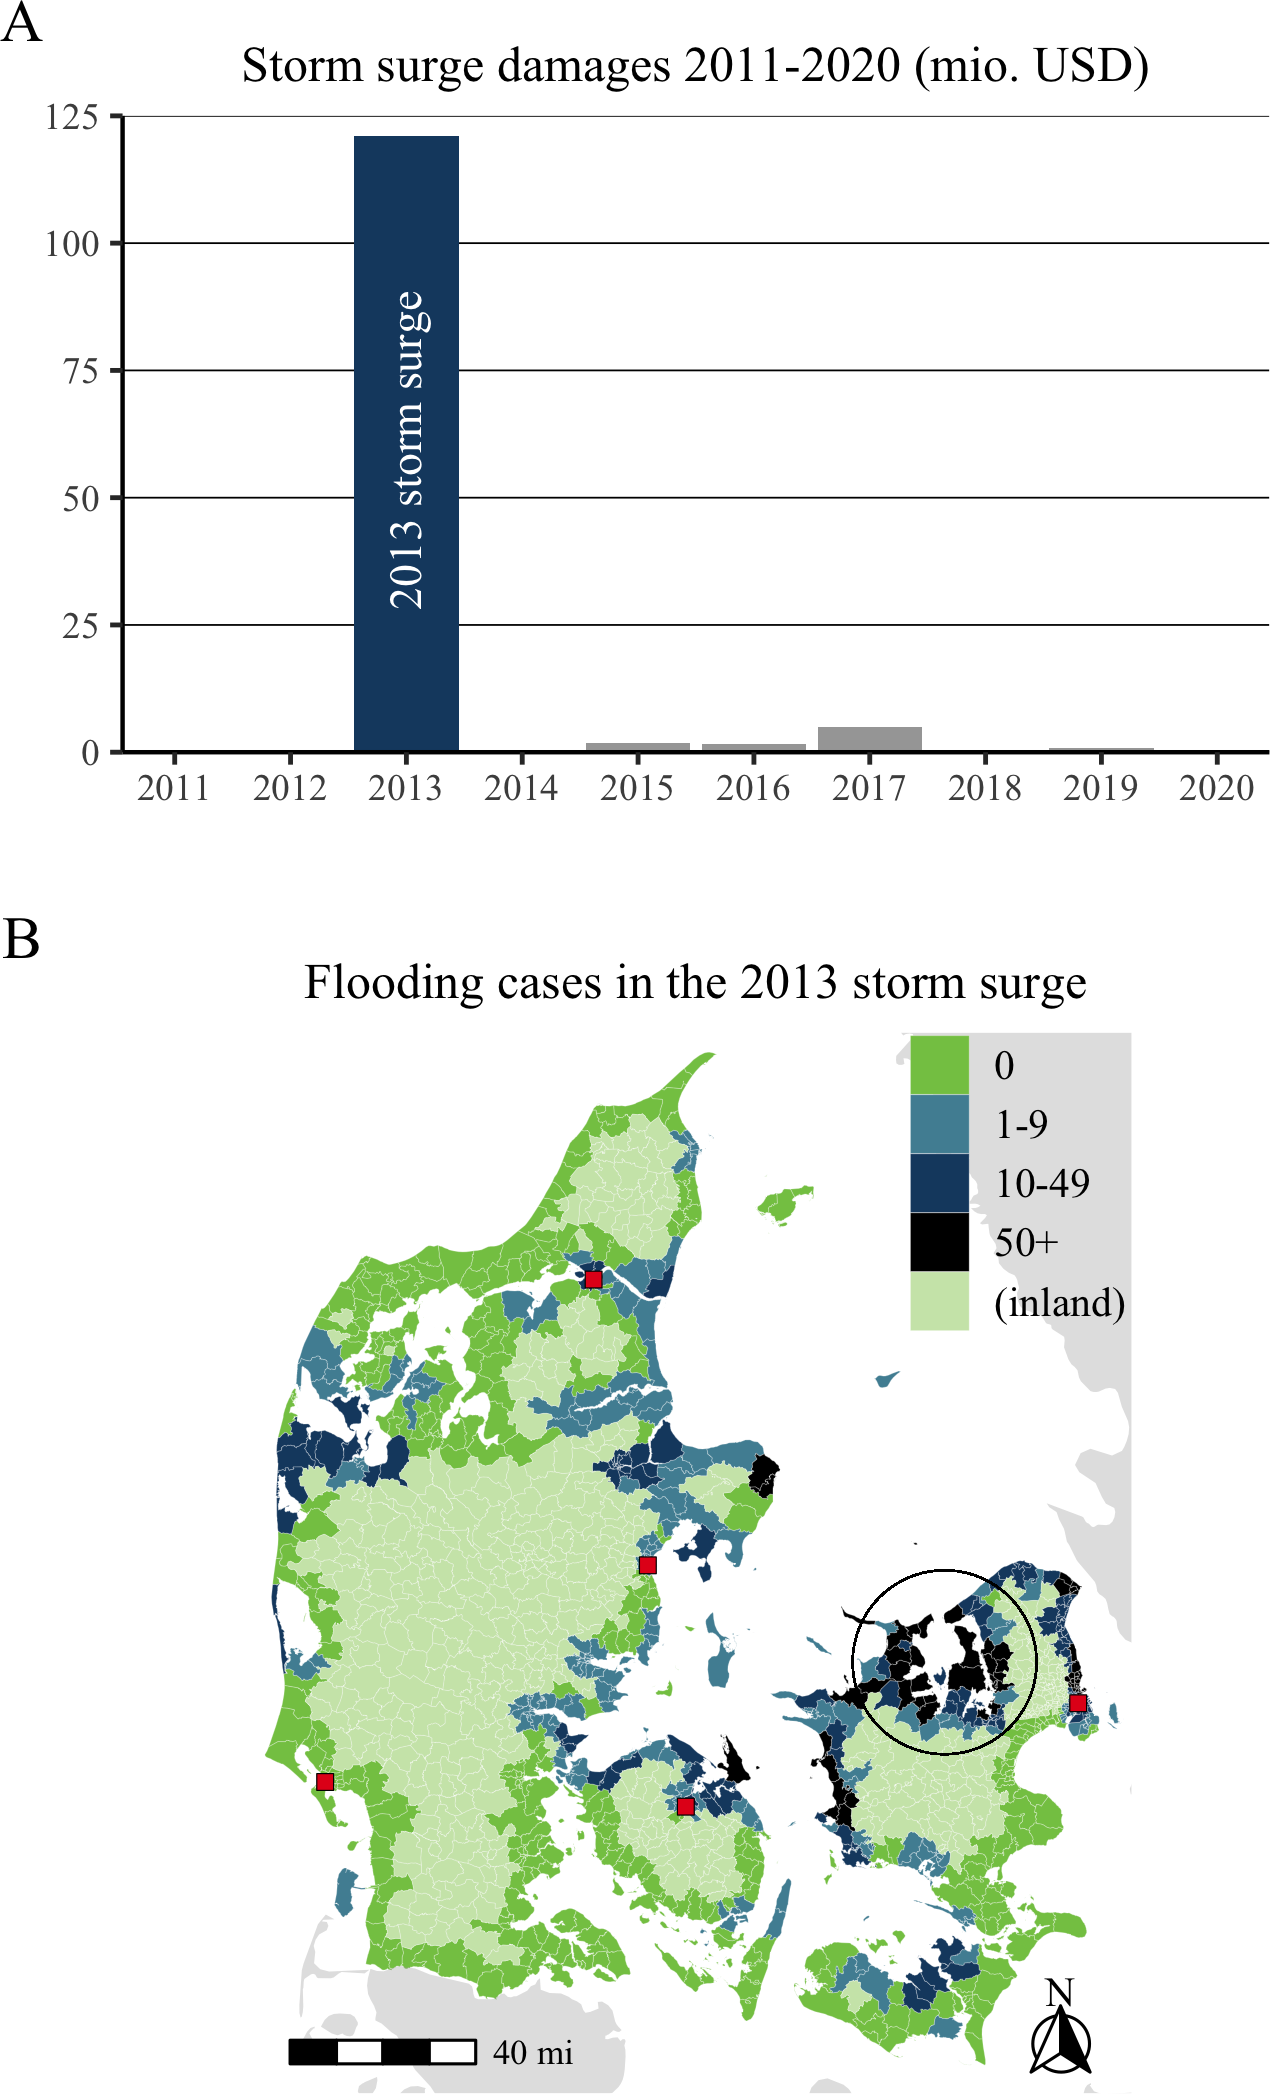 A
Storm surge damages 2011-2020 (mio. USD)
125
100
75
50
25
0
2013 storm surge
2011 2012 2013 2014 2015 2016 2017 2018 2019 2020
B
Flooding cases in the 2013 storm surge
0
1-9
10-49
50+
(inland)
N
40 mi